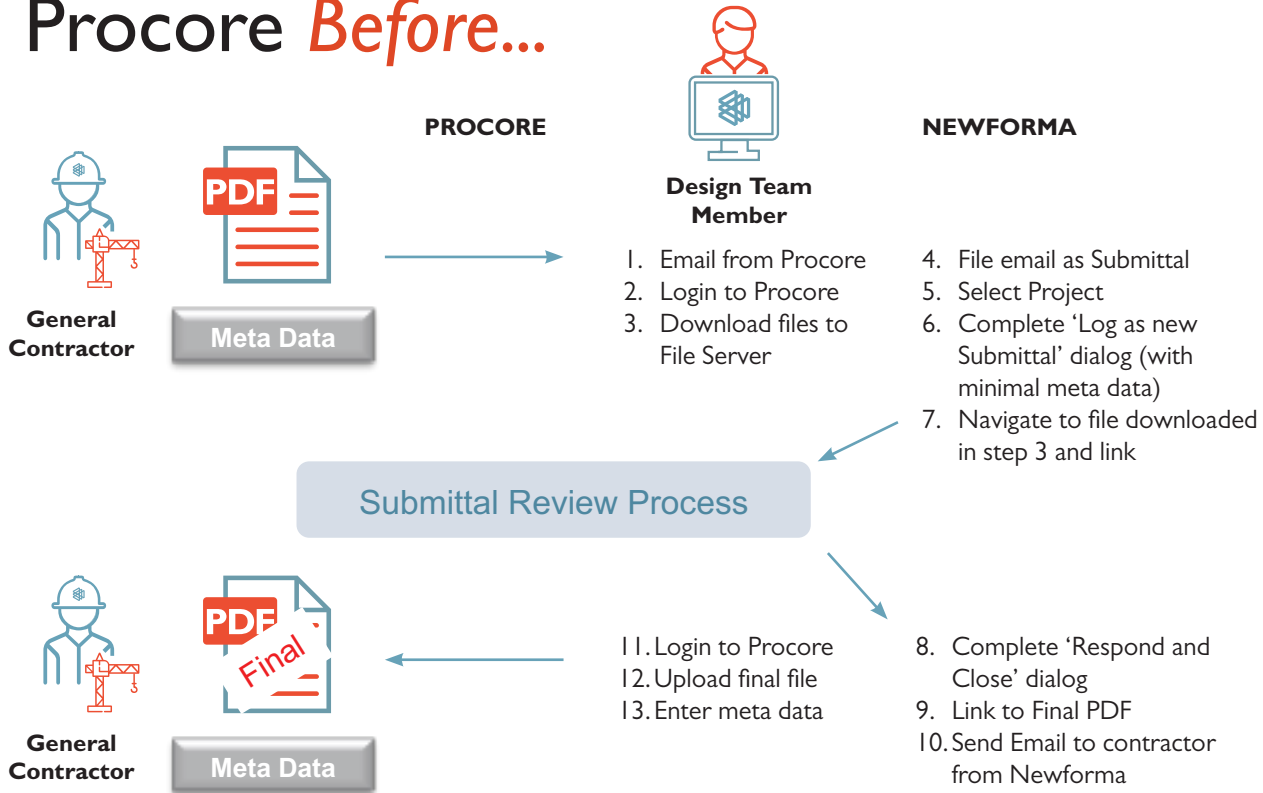 Procore Before...
PROCORE
NEWFORMA
Design Team
Member
PDF
General
Contractor
Meta Data
1. Email from Procore
2. Login to Procore
3. Download files to
File Server
4. File email as Submittal
5. Select Project
6. Complete ‘Log as new
Submittal’ dialog (with
minimal meta data)
7. Navigate to file downloaded
in step 3 and link
Submittal Review Process
PDF
Final
General
Contractor
Meta Data
11. Login to Procore
12. Upload final file
13. Enter meta data
8. Complete ‘Respond and
Close’ dialog
9. Link to Final PDF
10. Send Email to contractor
from Newforma